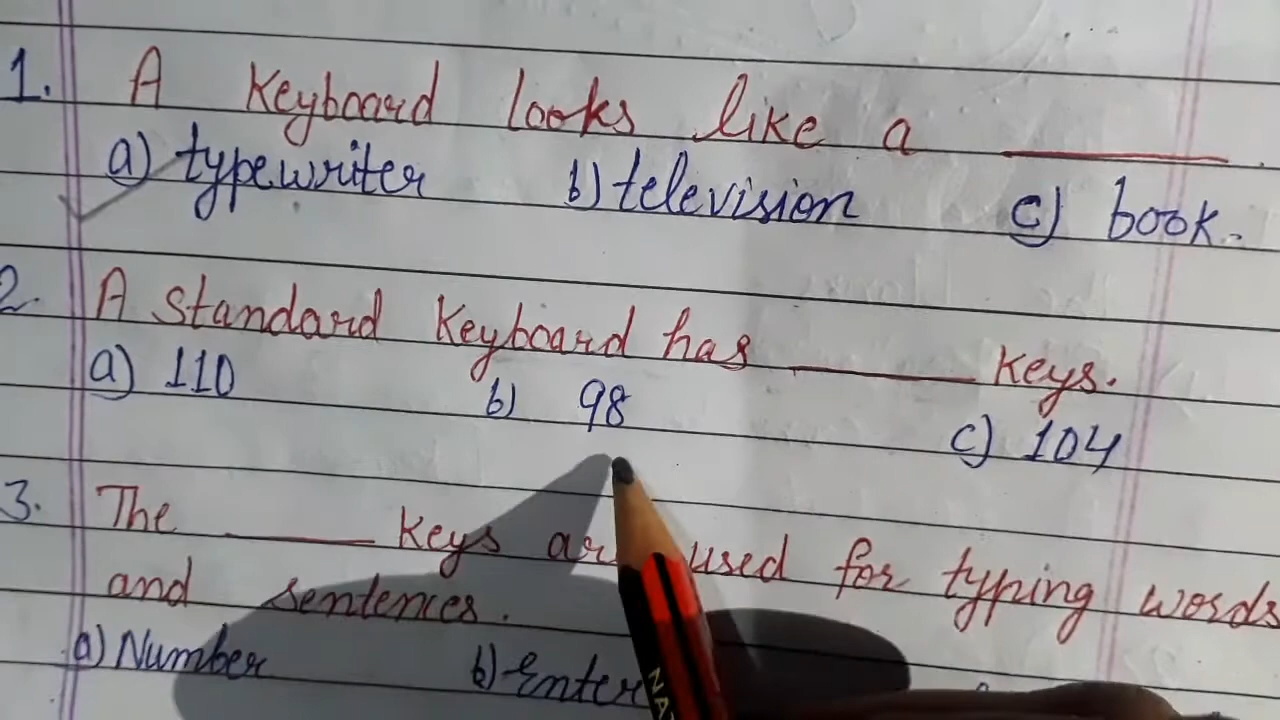 1. A Keyboard looks like a ______.
a) typewriter b) television c) book.
2. A standard Keyboard has ______ keys.
a) 110 b) 98 c) 104
3. The ______ keys are used for typing words
and sentences.
a) Number b) Enter